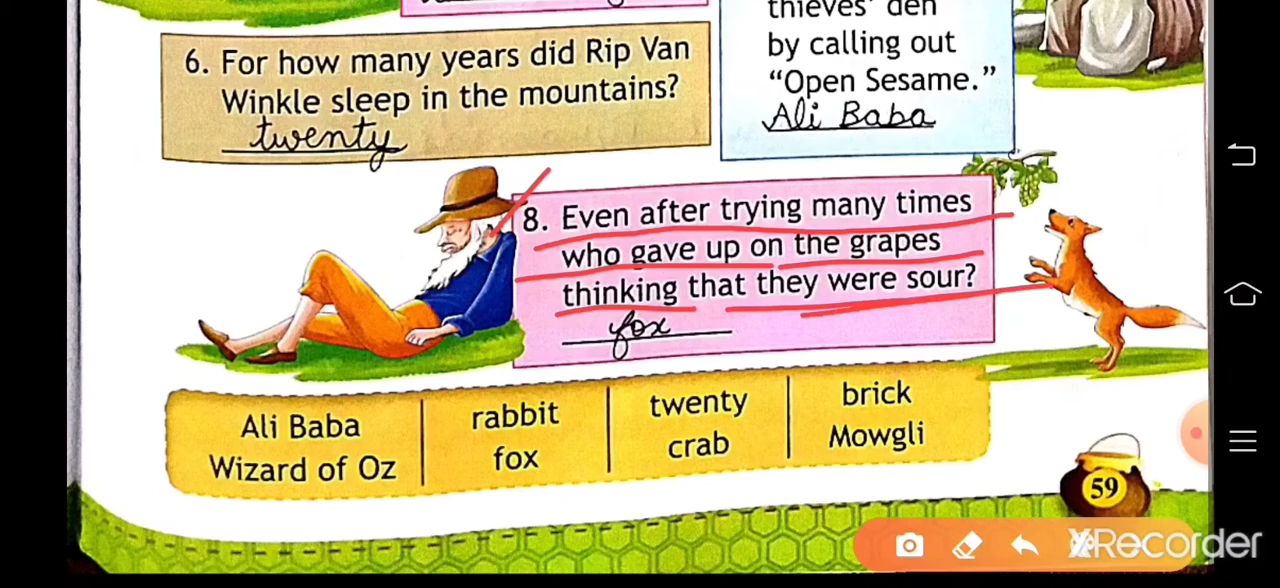 thieves' den
by calling out
"Open Sesame."
Ali Baba
6. For how many years did Rip Van
Winkle sleep in the mountains?
twenty
8. Even after trying many times
who gave up on the grapes
thinking that they were sour?
fox
Ali Baba
Wizard of Oz
rabbit
fox
twenty
crab
brick
Mowgli
59
XRecorder